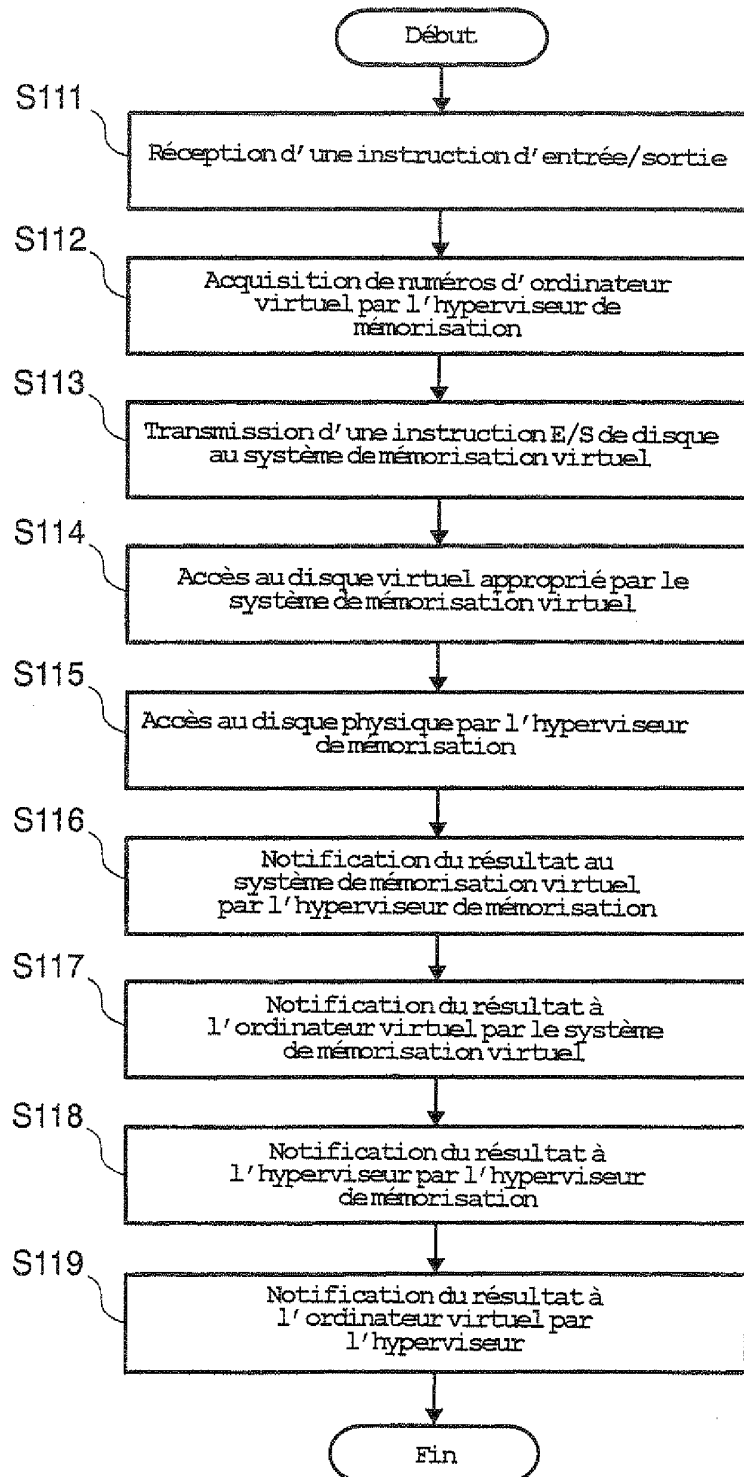 Début
S111
Réception d'une instruction d'entrée/sortie
S112
Acquisition de numéros d'ordinateur
virtuel par l'hyperviseur de
mémorisation
S113
Transmission d'une instruction E/S de disque
au système de mémorisation virtuel
S114
Accès au disque virtuel approprié par le
système de mémorisation virtuel
S115
Accès au disque physique par l'hyperviseur
de mémorisation
S116
Notification du résultat au
système de mémorisation virtuel
par l'hyperviseur de mémorisation
S117
Notification du résultat à
l'ordinateur virtuel par le système
de mémorisation virtuel
S118
Notification du résultat à
l'hyperviseur par l'hyperviseur
de mémorisation
S119
Notification du résultat à
l'ordinateur virtuel par
l'hyperviseur
Fin